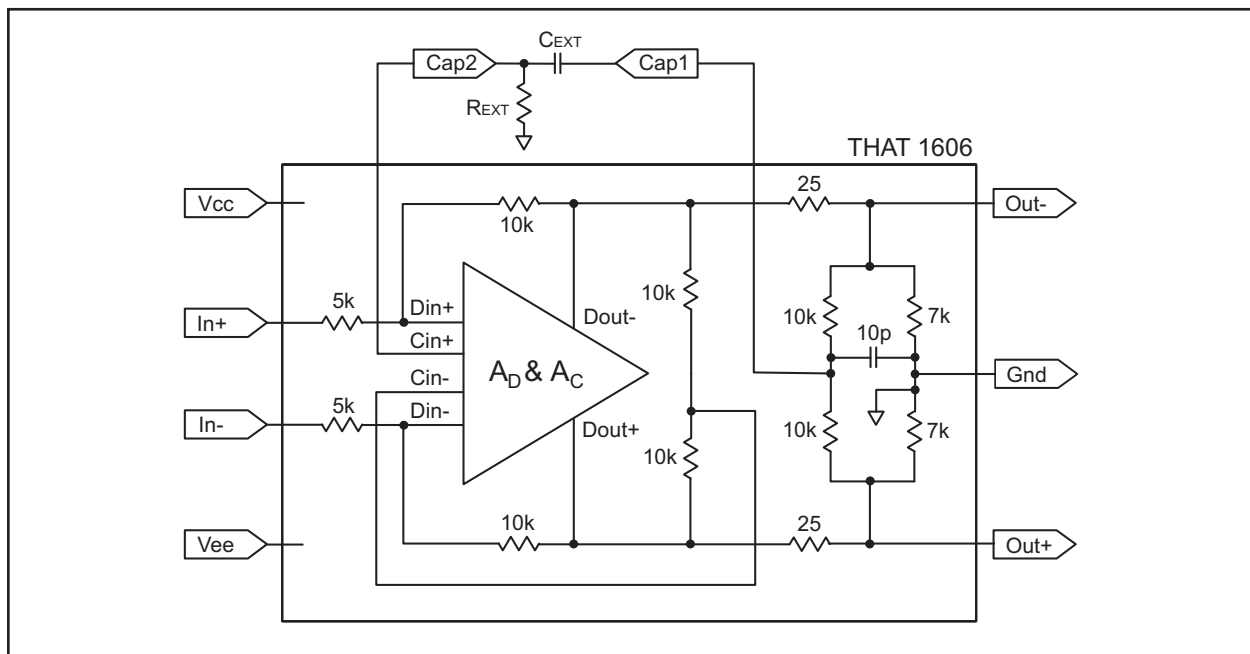 CEXT
Cap2
Cap1
REXT
THAT 1606
Vcc
25
Out-
10k
5k
10k
10k
7k
In+
Din+
Dout-
10p
Cin+
AD & AC
Gnd
Cin-
5k
Din-
Dout+
In-
10k
10k
7k
10k
25
Vee
Out+